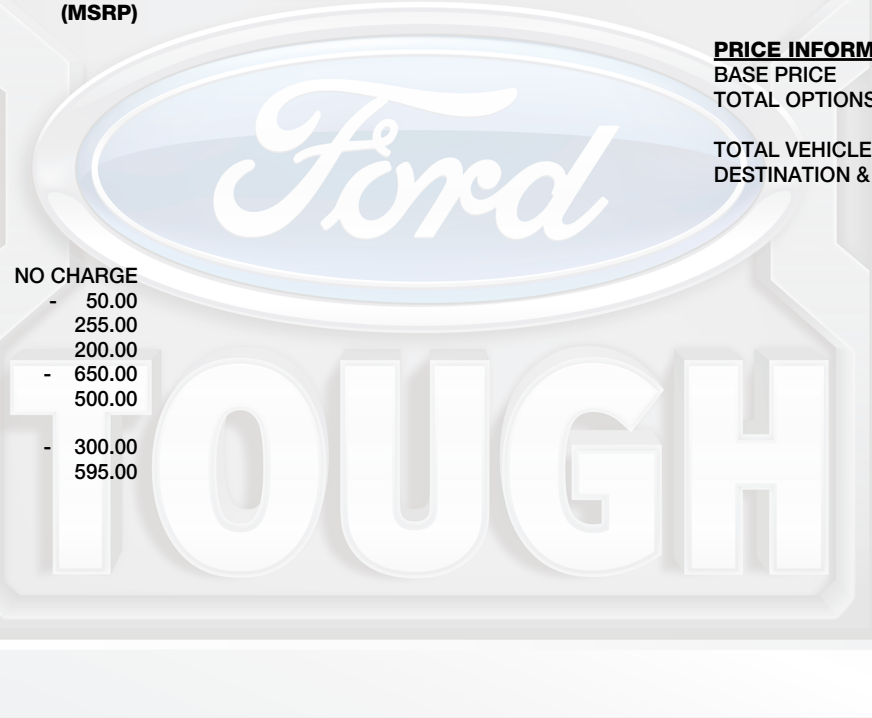 (MSRP)
PRICE INFORM
BASE PRICE
TOTAL OPTIONS
TOTAL VEHICLE
DESTINATION &
Ford
NO CHARGE
- 50.00
255.00
200.00
- 650.00
500.00
- 300.00
595.00
TOUGH